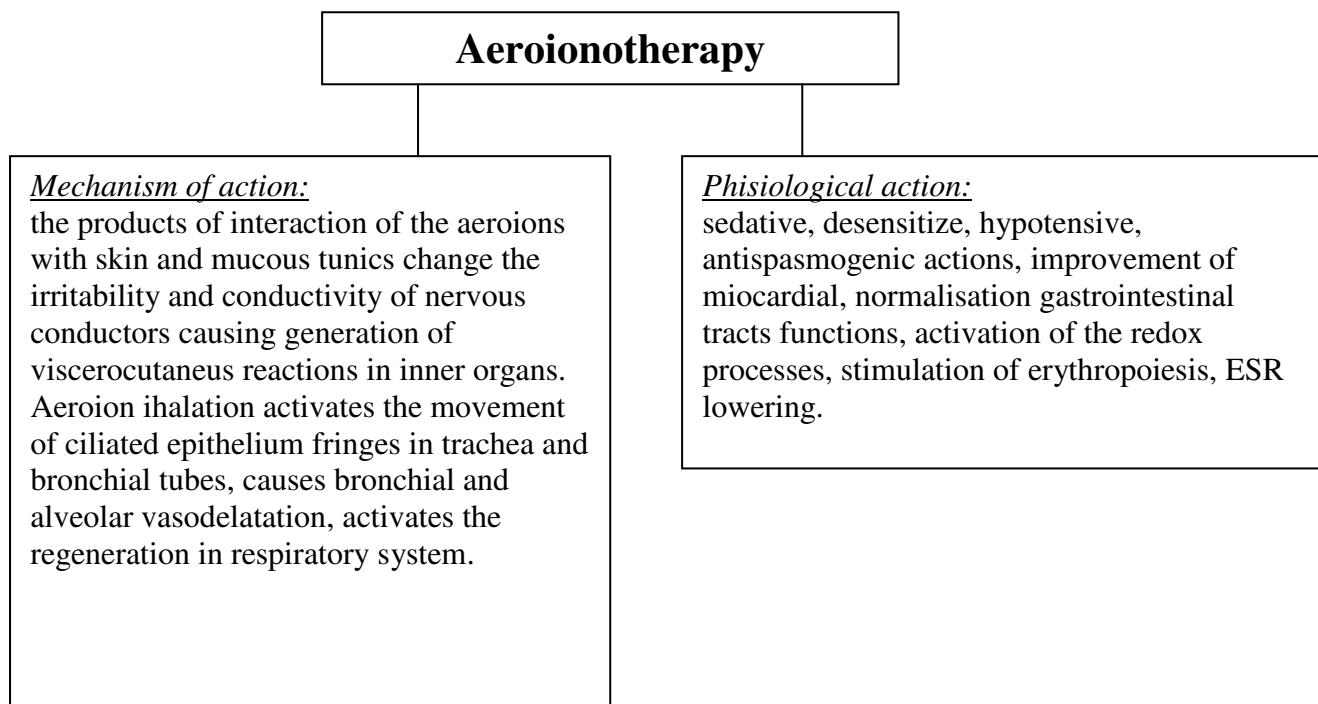 Aeroionotherapy
Mechanism of action:
the products of interaction of the aeroions
with skin and mucous tunics change the
irritability and conductivity of nervous
conductors causing generation of
viscerocutaneus reactions in inner organs.
Aeroion ihalation activates the movement
of ciliated epithelium fringes in trachea and
bronchial tubes, causes bronchial and
alveolar vasodelatation, activates the
regeneration in respiratory system.
Phisiological action:
sedative, desensitize, hypotensive,
antispasmogenic actions, improvement of
miocardial, normalisation gastrointestinal
tracts functions, activation of the redox
processes, stimulation of erythropoiesis, ESR
lowering.